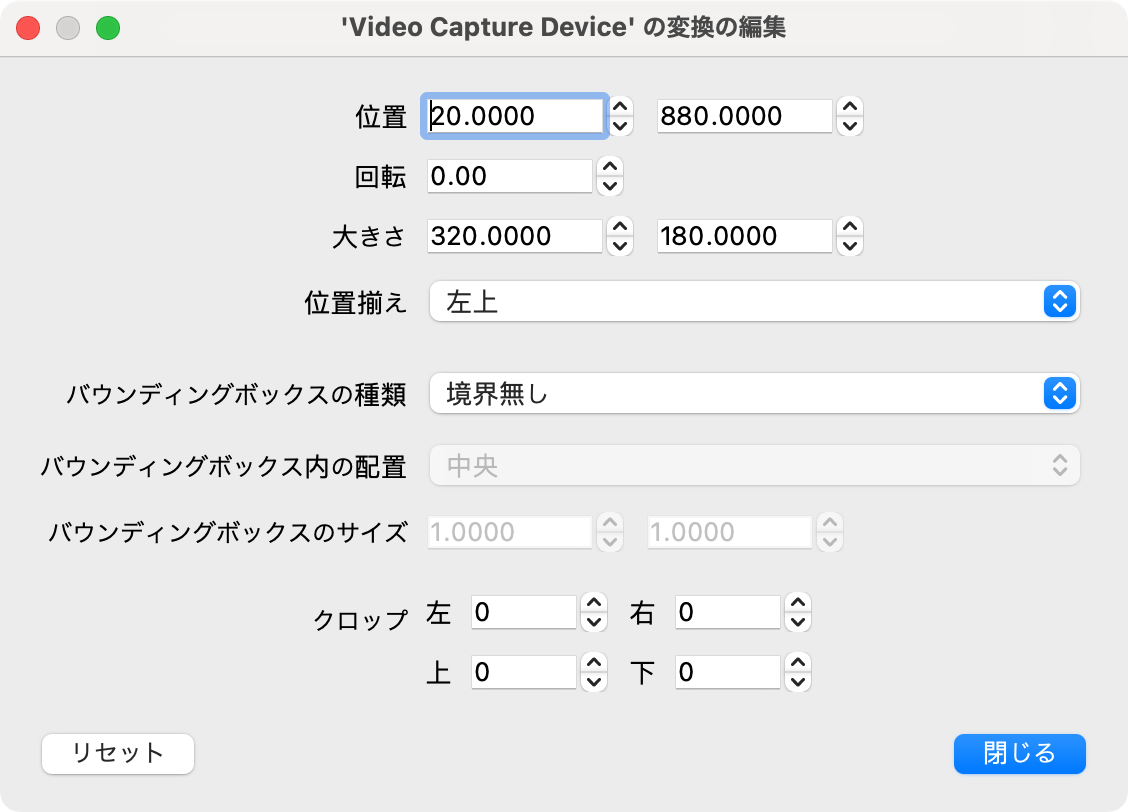 'Video Capture Device' の変換の編集
位置 20.0000 880.0000
回転 0.00
大きさ 320.0000 180.0000
位置揃え 左上
バウンディングボックスの種類 境界無し
バウンディングボックス内の配置 中央
バウンディングボックスのサイズ 1.0000 1.0000
クロップ 左 0 右 0
上 0 下 0
リセット 閉じる